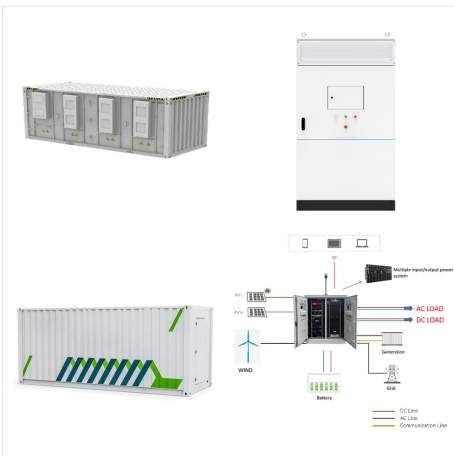 Multiple input/output power
system
PV1
AC LOAD
DC LOAD
WIND
Generation
Grid
Battery
DC Line
AC Line
Communication Line